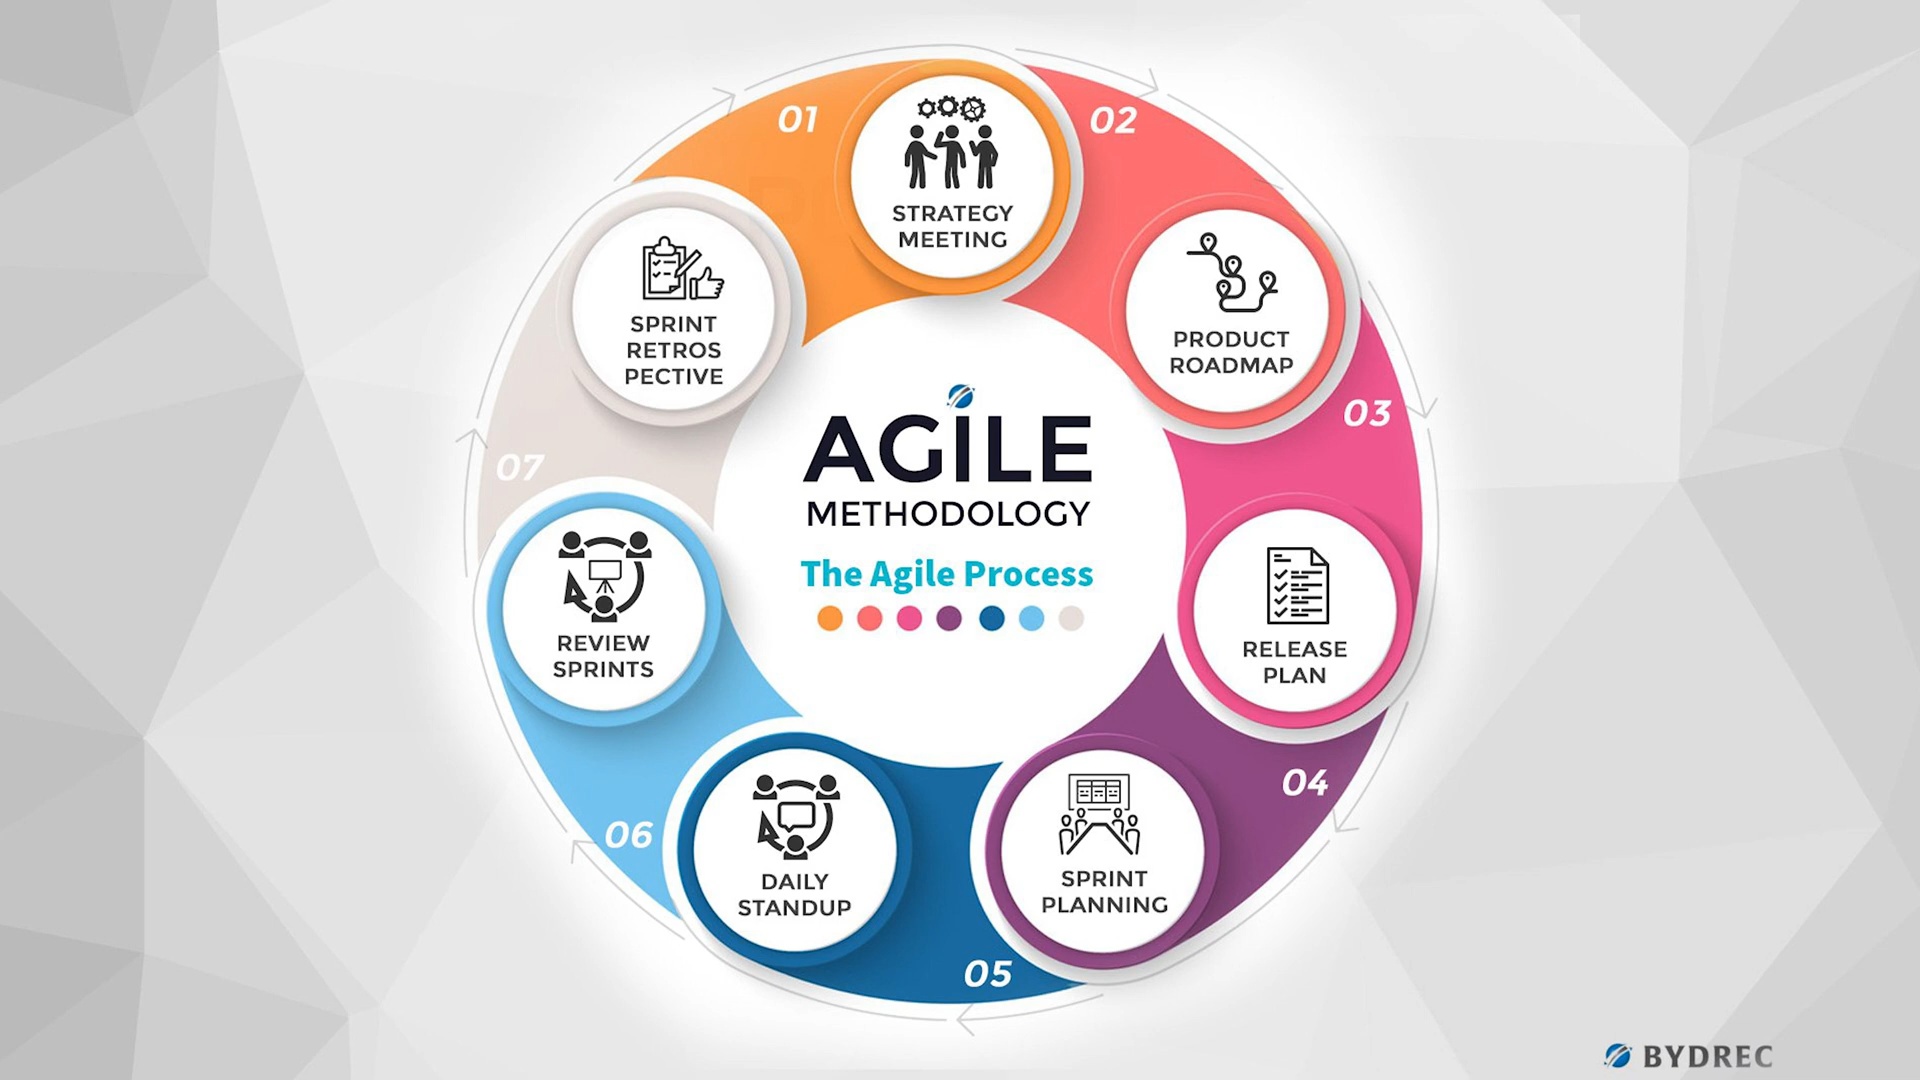 AGILE
METHODOLOGY
The Agile Process
01
STRATEGY
MEETING
02
PRODUCT
ROADMAP
03
RELEASE
PLAN
04
SPRINT
PLANNING
05
DAILY
STANDUP
06
REVIEW
SPRINTS
07
SPRINT
RETROS
PECTIVE
BYDREC